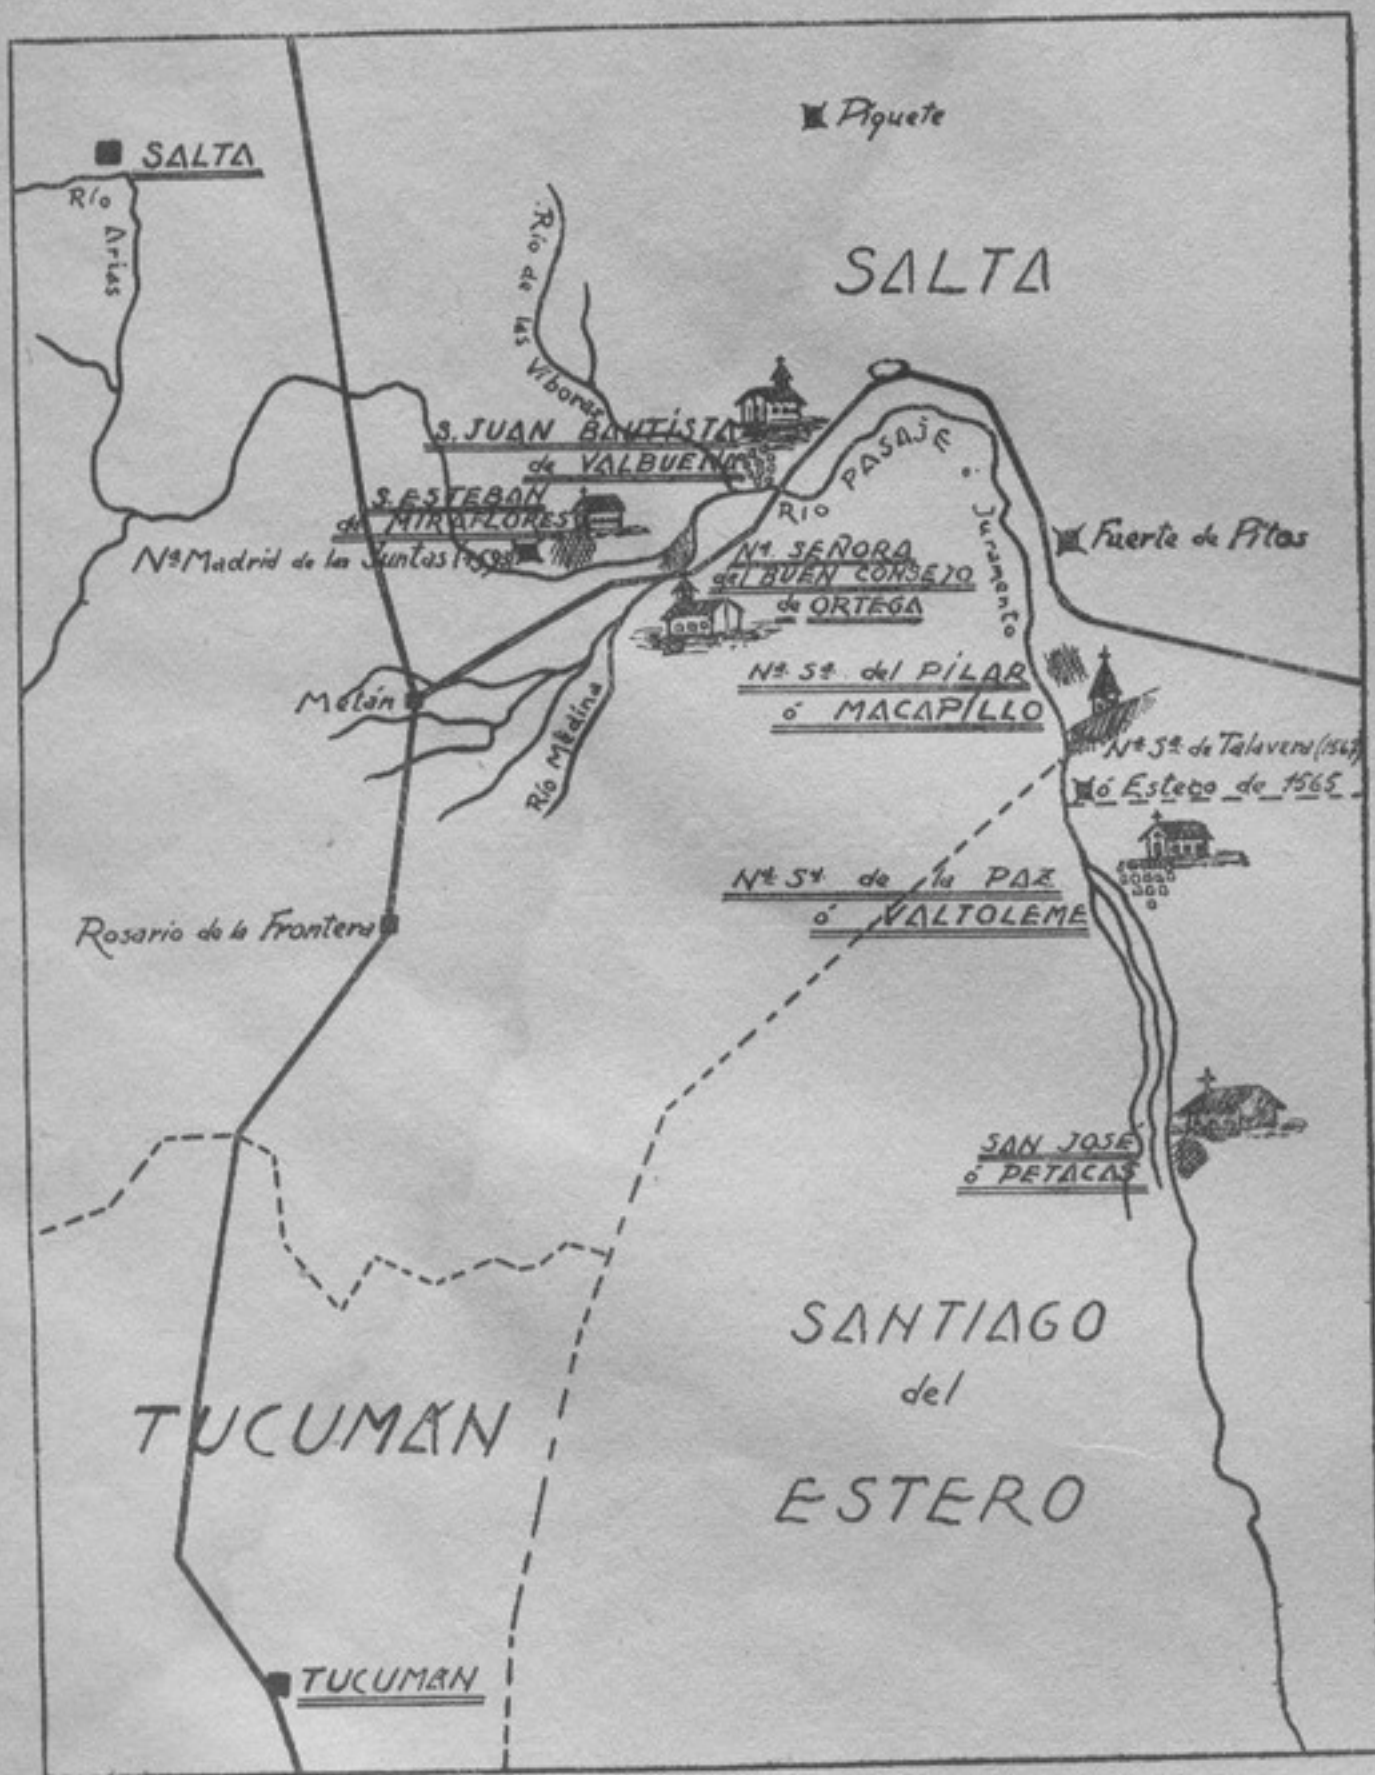 Piquete
SALTA
Río
Arias
Río de las Víboras
SALTA
S. JUAN BAUTISTA
de VALBUENA
PASAJE
ó Juramento
RÍO
S. ESTEBAN
de MIRAFLORES
Nª Madrid de las Juntas
Fuerte de Pitos
Nª. SEÑORA
del BUEN CONSEJO
de ORTEGA
Nª Sª del PILAR
ó MACAPILLO
Metán
Río Medina
Nª Sª de Talavera (1567)
ó Esteco de 1565
Nª Sª de la PAZ
ó VALTOLEME
Rosario de la Frontera
SAN JOSÉ
ó PETACAS
SANTIAGO
del
ESTERO
TUCUMÁN
TUCUMAN